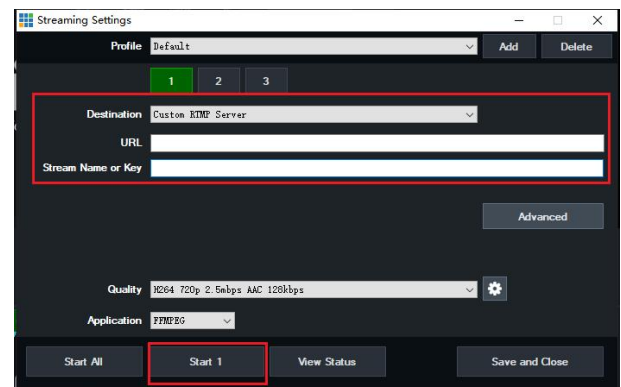 Streaming Settings
Profile Default Add Delete
1 2 3
Destination Custom RTMP Server
URL
Stream Name or Key
Advanced
Quality H264 720p 2.5mbps AAC 128kbps
Application FFMPEG
Start All Start 1 View Status Save and Close